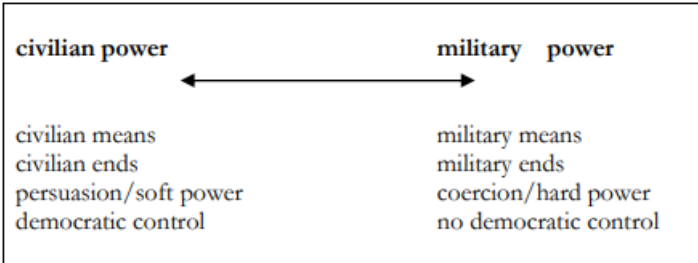 civilian power military power
civilian means military means
civilian ends military ends
persuasion/soft power coercion/hard power
democratic control no democratic control